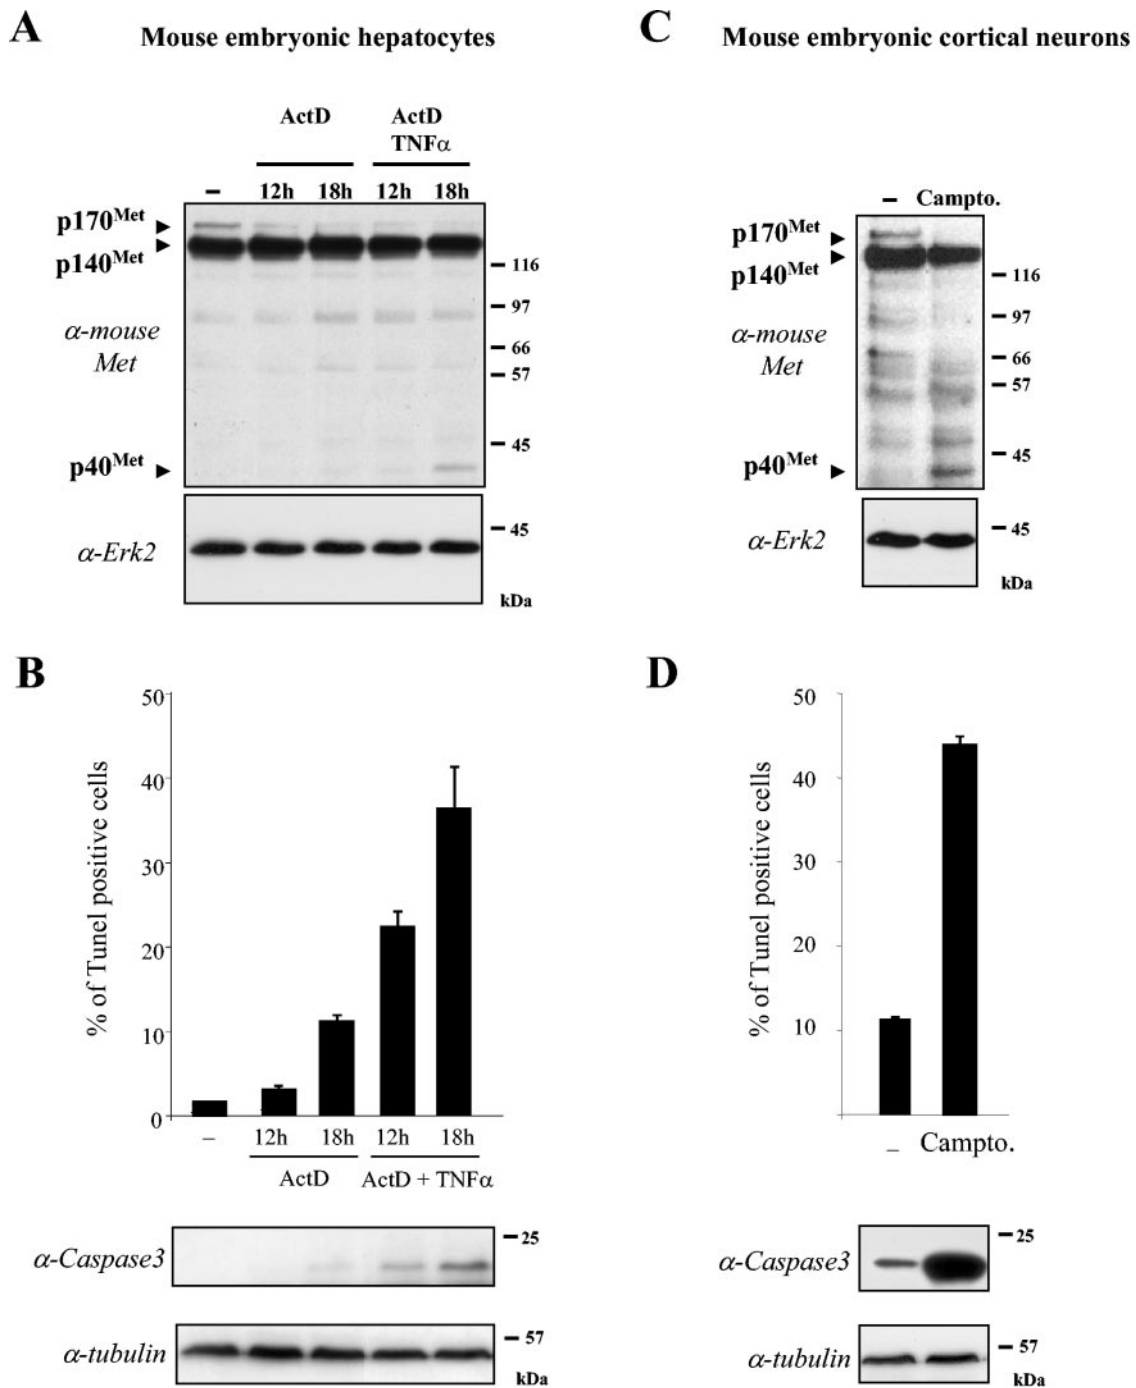 A
Mouse embryonic hepatocytes
ActD
ActD
TNFα
– 12h 18h 12h 18h
p170Met
p140Met
α-mouse
Met
p40Met
116
97
66
57
45
α-Erk2
45
kDa
C
Mouse embryonic cortical neurons
– Campto.
p170Met
p140Met
α-mouse
Met
p40Met
116
97
66
57
45
α-Erk2
45
kDa
B
% of Tunel positive cells
50
40
30
20
10
0
– 12h 18h 12h 18h
ActD ActD + TNFα
α-Caspase3
25
α-tubulin
57
kDa
D
% of Tunel positive cells
50
40
30
20
10
– Campto.
α-Caspase3
25
α-tubulin
57
kDa